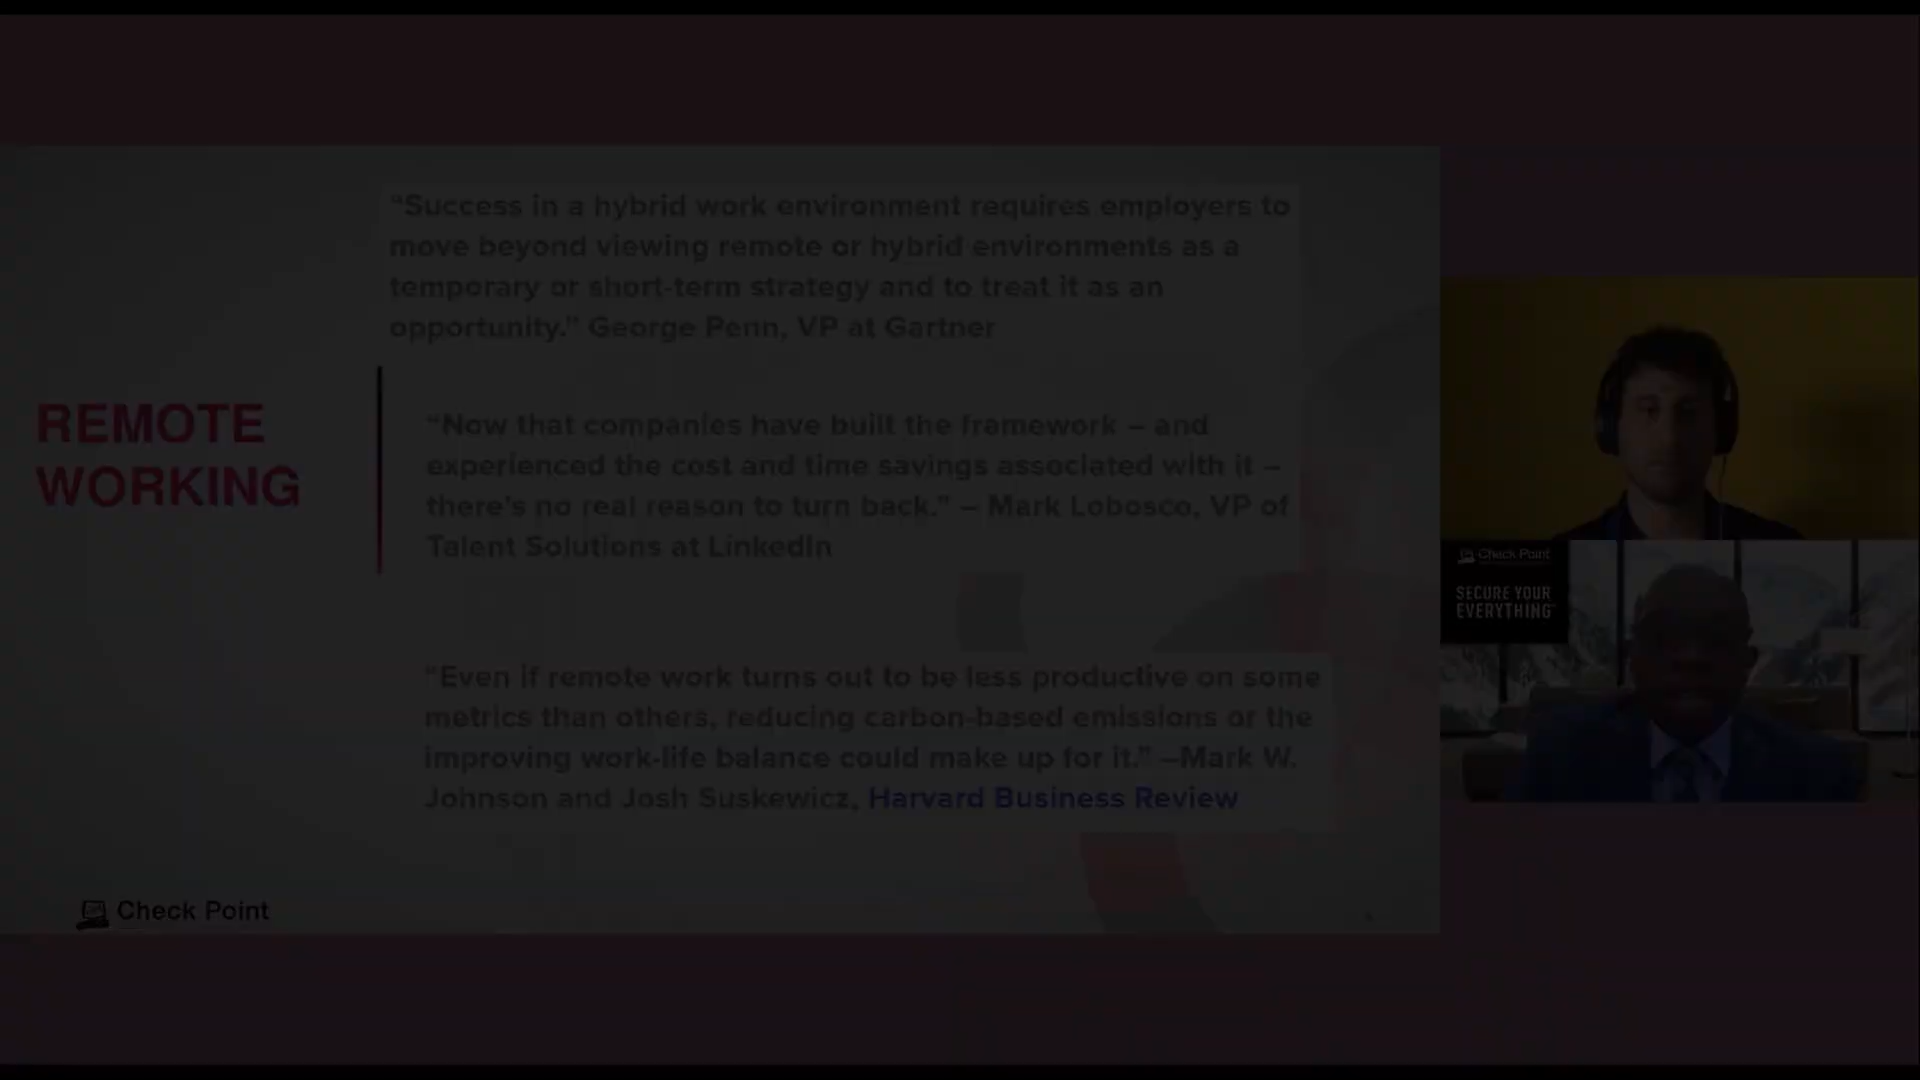 “Success in a hybrid work environment requires employers to
move beyond viewing remote or hybrid environments as a
temporary or short-term strategy and to treat it as an
opportunity.” George Penn, VP at Gartner
REMOTE
WORKING
“Now that companies have built the framework – and
experienced the cost and time savings associated with it –
there’s no real reason to turn back.” – Mark Lobosco, VP of
Talent Solutions at LinkedIn
“Even if remote work turns out to be less productive on some
metrics than others, reducing carbon-based emissions or the
improving work-life balance could make up for it.” –Mark W.
Johnson and Josh Suskewicz, Harvard Business Review
Check Point
Check Point
SECURE YOUR
EVERYTHING